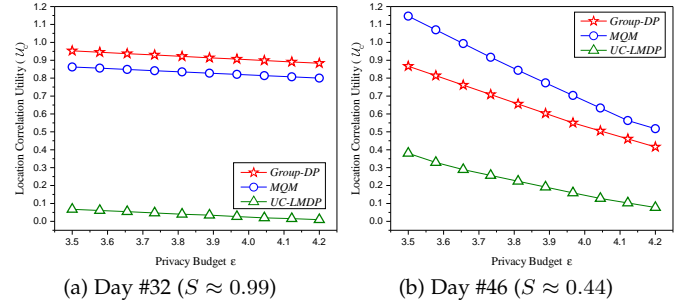 Location Correlation Utility ( 𝒰c )
1.2
1.1
1.0
0.9
0.8
0.7
0.6
0.5
0.4
0.3
0.2
0.1
0.0
Group-DP
MQM
UC-LMDP
3.5 3.6 3.7 3.8 3.9 4.0 4.1 4.2
Privacy Budget ε
(a) Day #32 (S ≈ 0.99)
Location Correlation Utility ( 𝒰c )
1.2
1.1
1.0
0.9
0.8
0.7
0.6
0.5
0.4
0.3
0.2
0.1
0.0
Group-DP
MQM
UC-LMDP
3.5 3.6 3.7 3.8 3.9 4.0 4.1 4.2
Privacy Budget ε
(b) Day #46 (S ≈ 0.44)